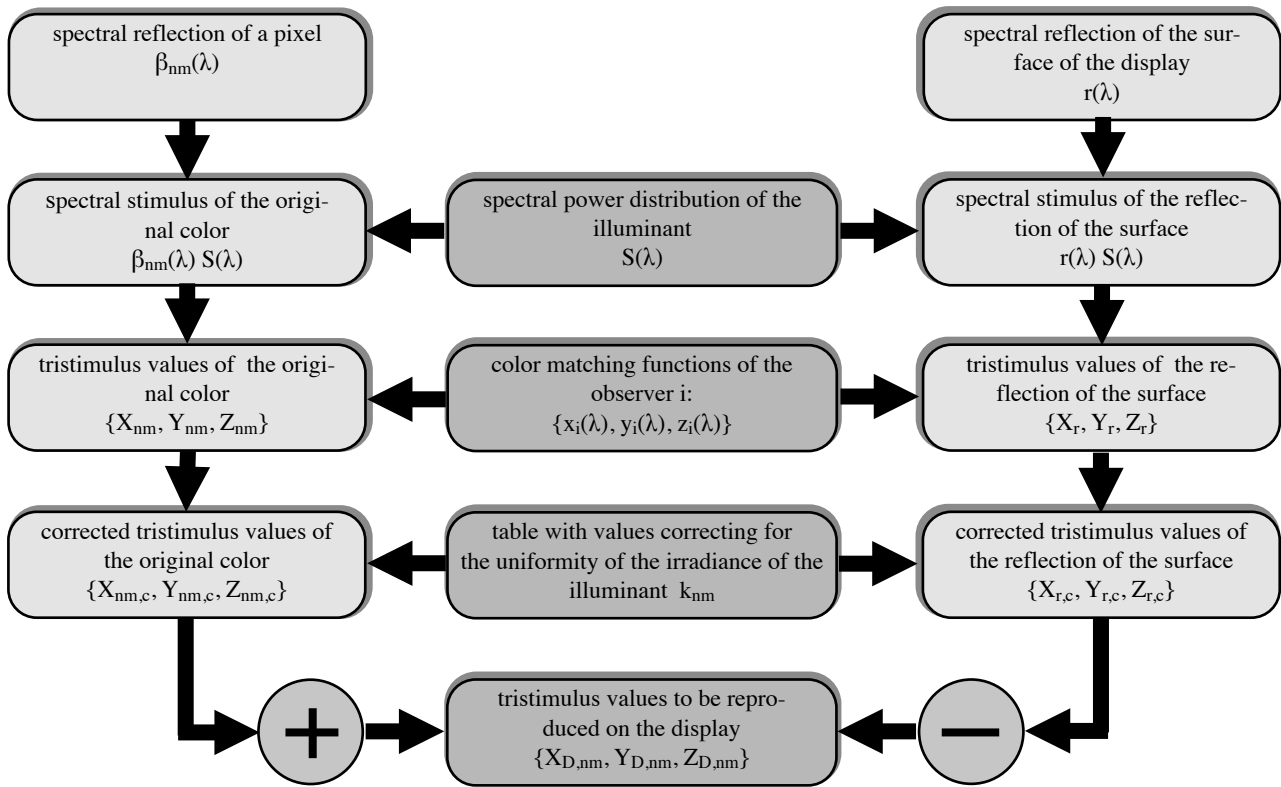 spectral reflection of a pixel
βnm(λ)
spectral reflection of the sur-
face of the display
r(λ)
spectral stimulus of the origi-
nal color
βnm(λ) S(λ)
spectral power distribution of the
illuminant
S(λ)
spectral stimulus of the reflec-
tion of the surface
r(λ) S(λ)
tristimulus values of the origi-
nal color
{Xnm, Ynm, Znm}
color matching functions of the
observer i:
{xi(λ), yi(λ), zi(λ)}
tristimulus values of the re-
flection of the surface
{Xr, Yr, Zr}
corrected tristimulus values of
the original color
{Xnm,c, Ynm,c, Znm,c}
table with values correcting for
the uniformity of the irradiance of the
illuminant knm
corrected tristimulus values of
the reflection of the surface
{Xr,c, Yr,c, Zr,c}
+
tristimulus values to be repro-
duced on the display
{XD,nm, YD,nm, ZD,nm}
−